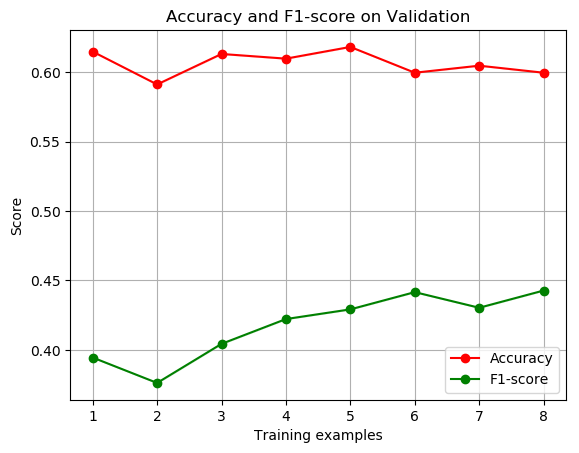 Accuracy and F1-score on Validation
0.60
0.55
0.50
0.45
0.40
Score
1 2 3 4 5 6 7 8
Training examples
Accuracy
F1-score